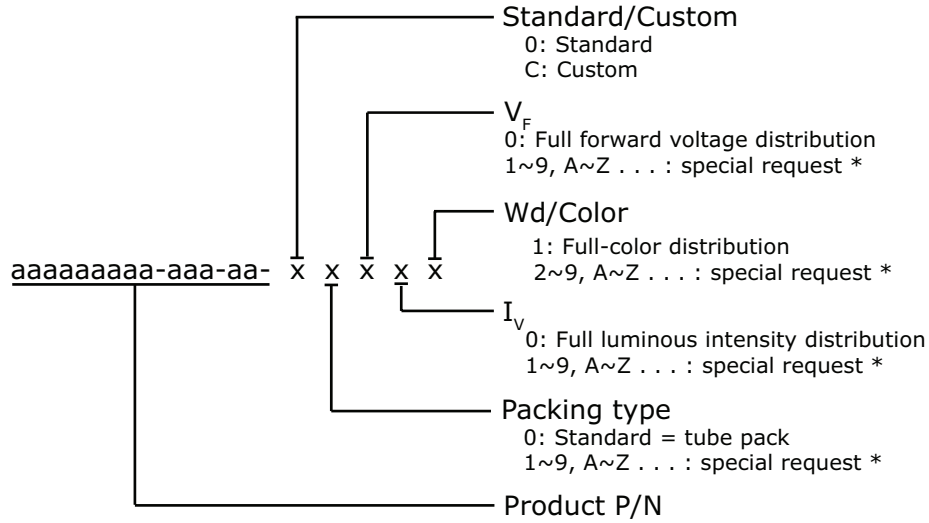 Standard/Custom
0: Standard
C: Custom
VF
0: Full forward voltage distribution
1~9, A~Z . . . : special request *
Wd/Color
1: Full-color distribution
2~9, A~Z . . . : special request *
aaaaaaaaa-aaa-aa- x x x x x
IV
0: Full luminous intensity distribution
1~9, A~Z . . . : special request *
Packing type
0: Standard = tube pack
1~9, A~Z . . . : special request *
Product P/N